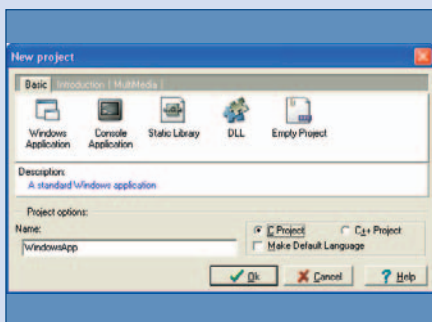 New project
Basic Introduction MultiMedia
Windows Application
Console Application
Static Library
DLL
Empty Project
Description:
A standard Windows application
Project options:
Name:
WindowsApp
C Project
C++ Project
Make Default Language
Ok
Cancel
Help